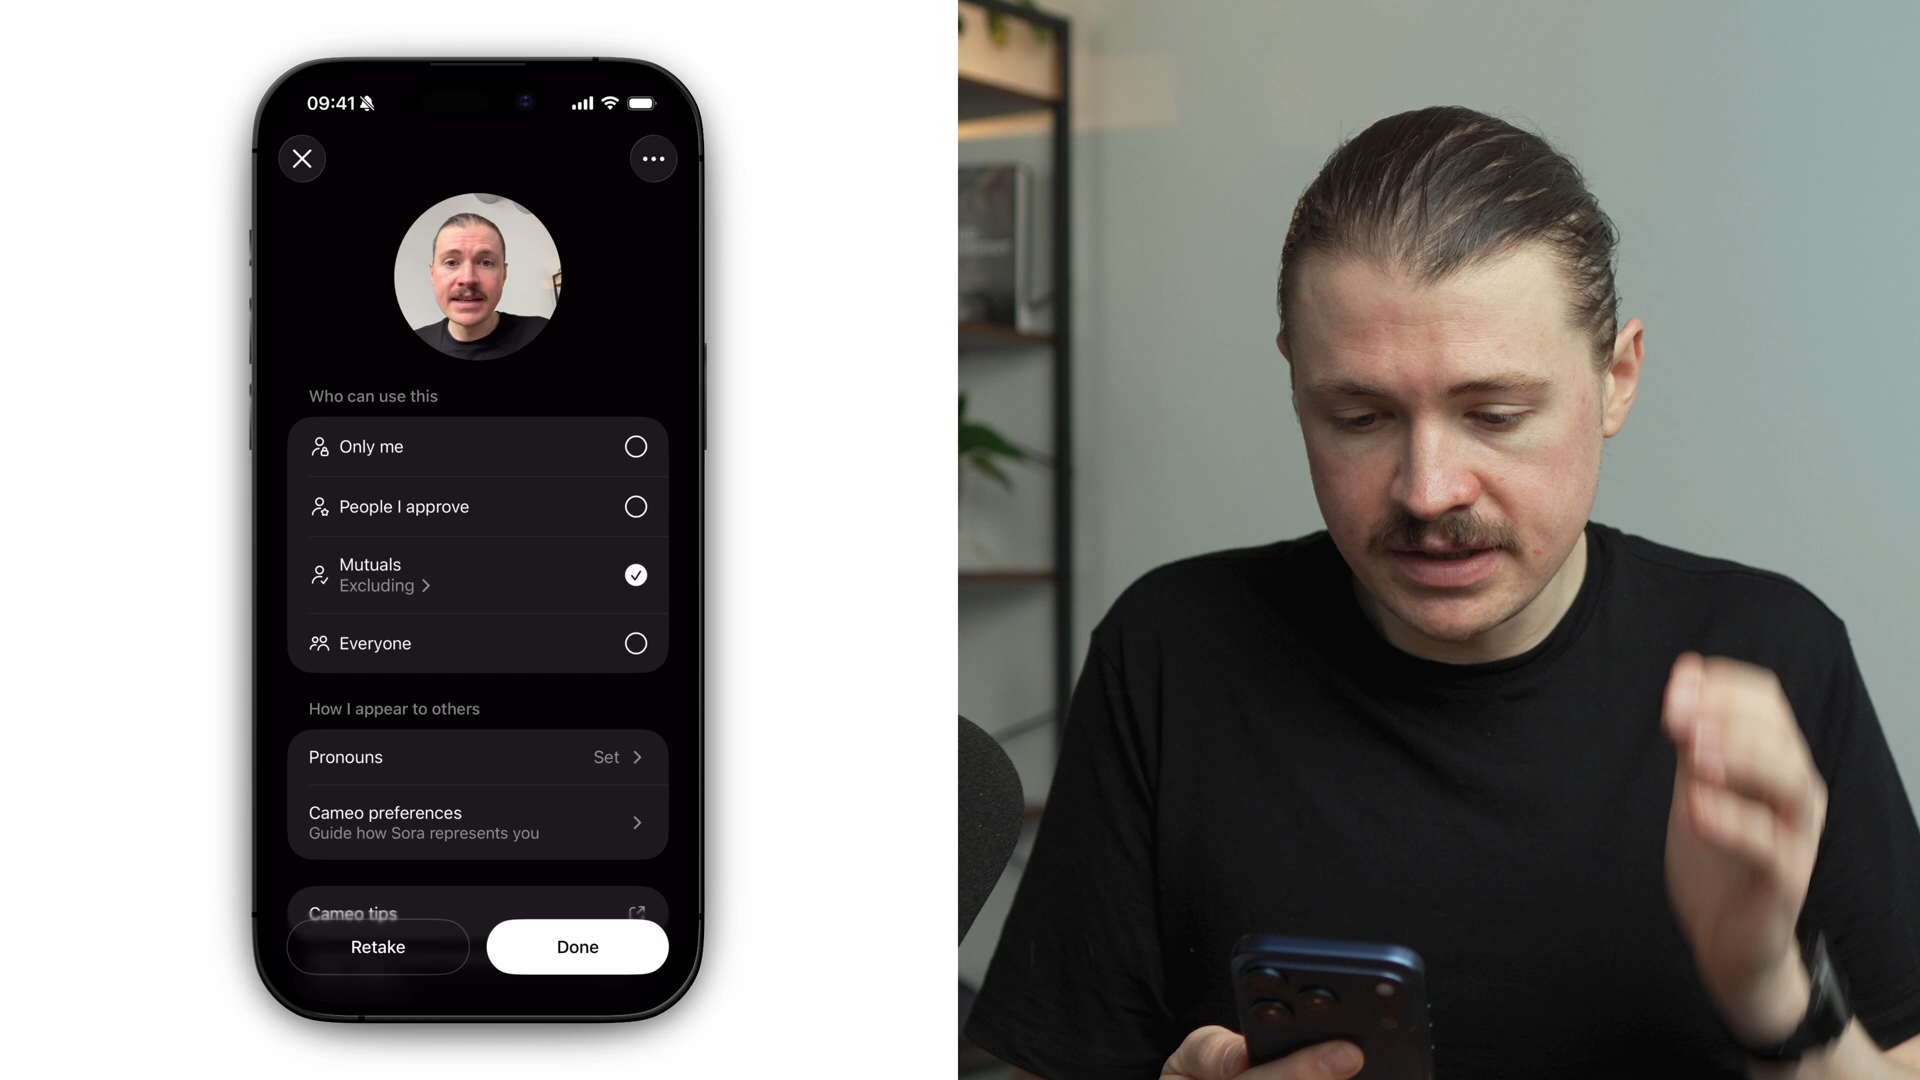 09:41
Who can use this
Only me
People I approve
Mutuals
Excluding
Everyone
How I appear to others
Pronouns
Set
Cameo preferences
Guide how Sora represents you
Cameo tips
Retake
Done